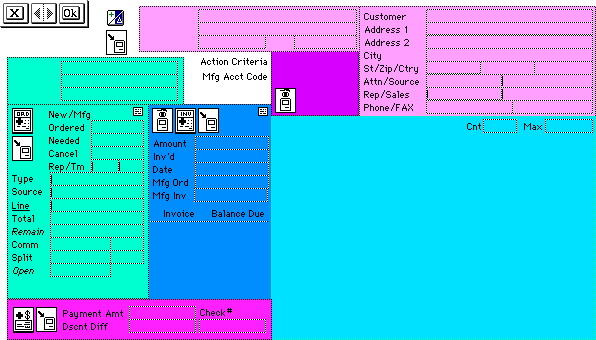 X Ok
Customer
Address 1
Address 2
City
St/Zip/Ctry
Attn/Source
Rep/Sales
Phone/FAX
Action Criteria
Mfg Acct Code
ORD
New/Mfg
Ordered
Needed
Cancel
Rep/Tm
Type
Source
Line
Total
Remain
Comm
Split
Open
INV
Amount
Inv'd
Date
Mfg Ord
Mfg Inv
Invoice Balance Due
Cnt Max
Payment Amt Check#
Dscnt Diff